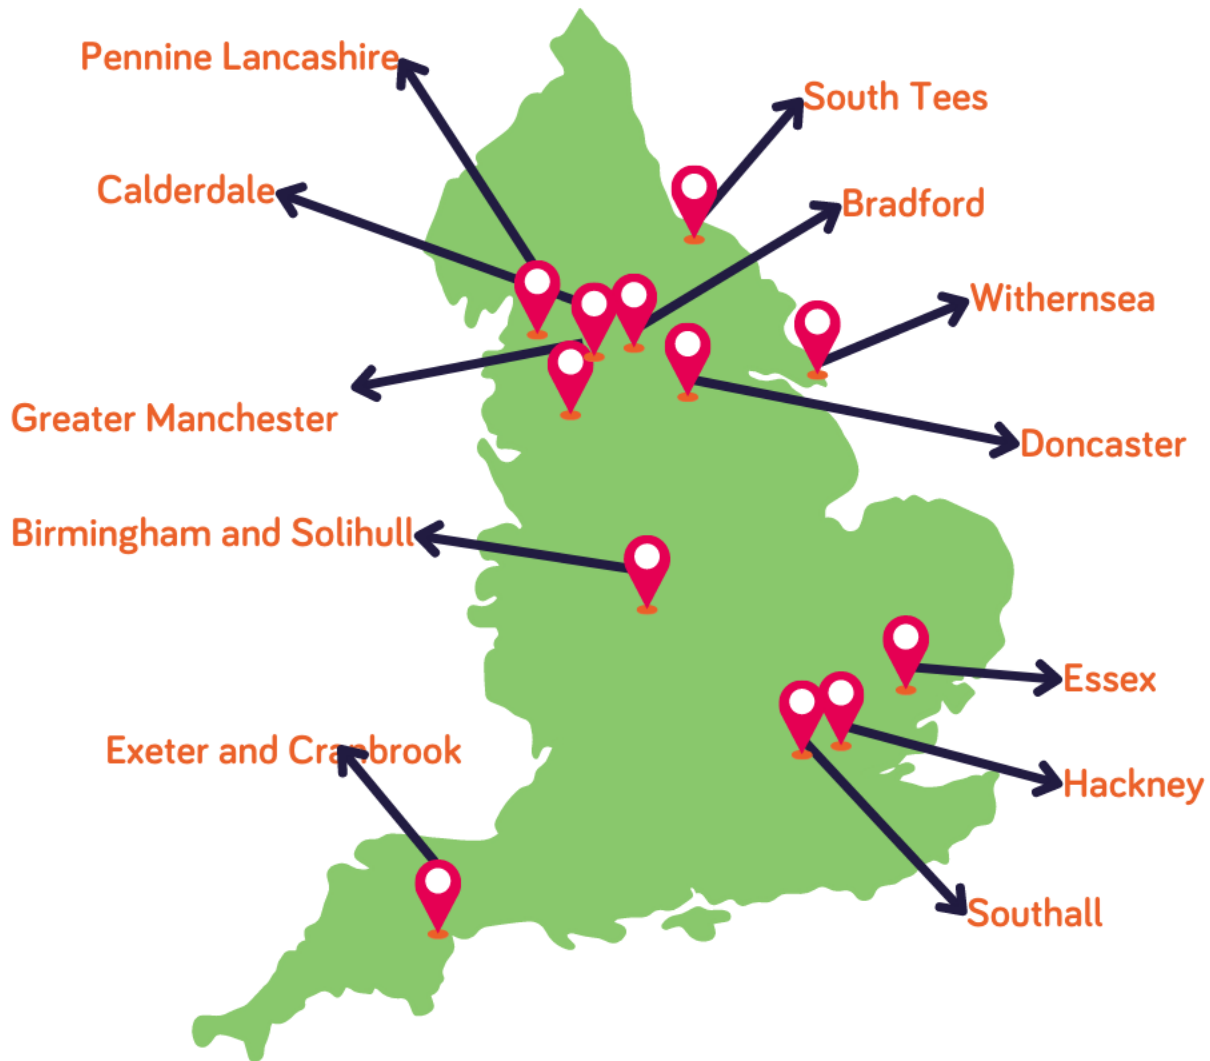 Pennine Lancashire
South Tees
Calderdale
Bradford
Withernsea
Greater Manchester
Doncaster
Birmingham and Solihull
Essex
Exeter and Cranbrook
Hackney
Southall